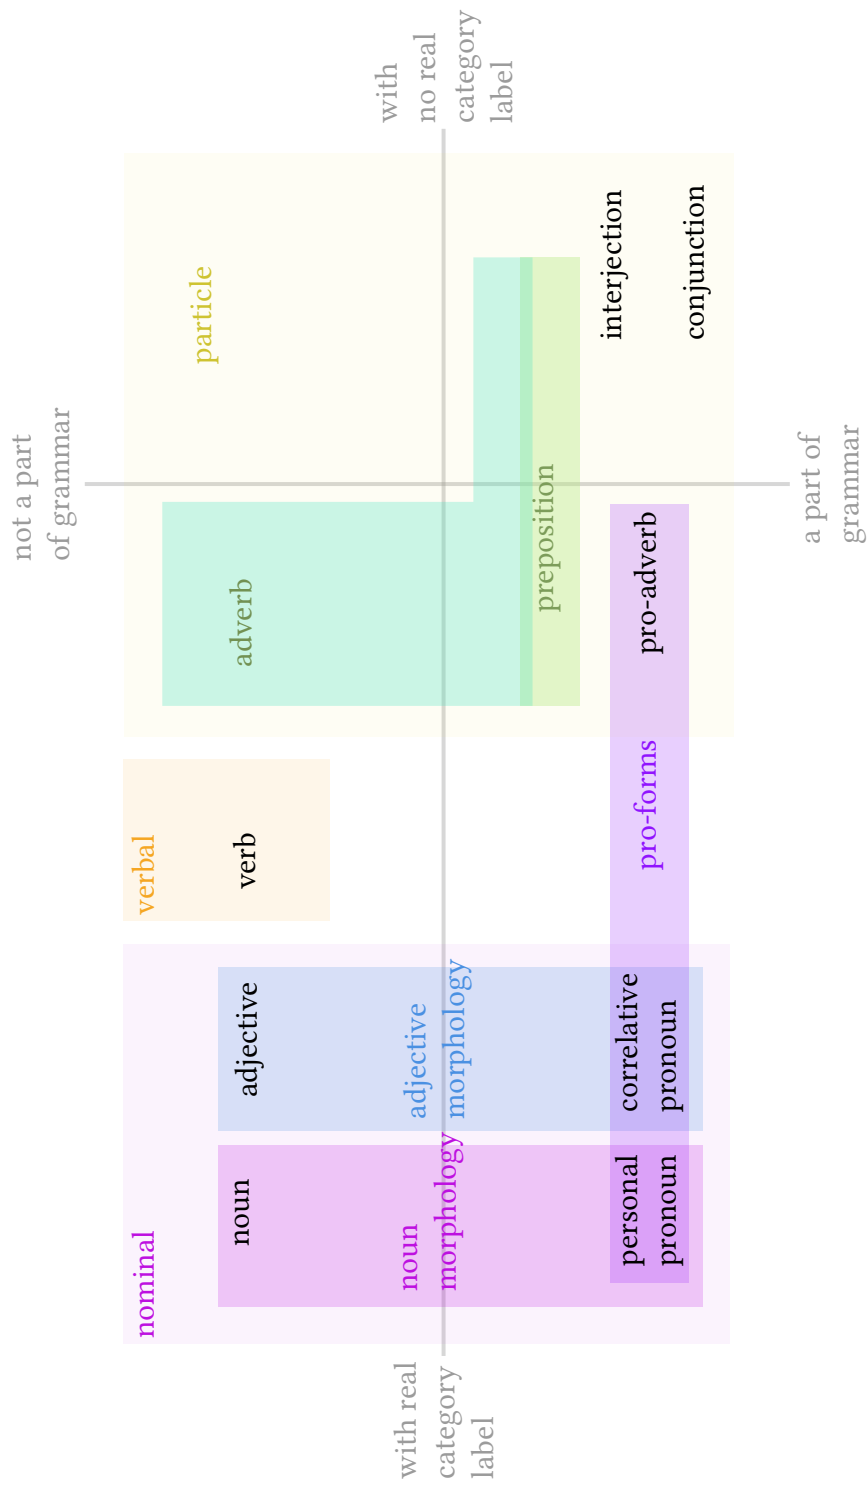 not a part
of grammar
nominal
verbal
particle
noun
adjective
verb
adverb
with real
category
label
noun
morphology
adjective
morphology
with
no real
category
label
preposition
personal
pronoun
correlative
pronoun
pro-forms
pro-adverb
interjection
conjunction
a part of
grammar